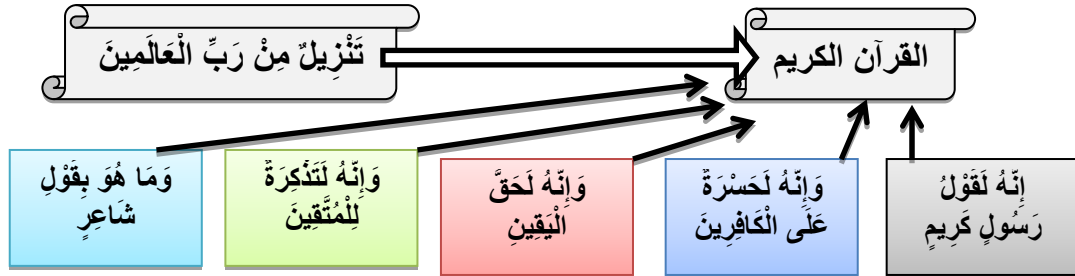 القرآن الكريم
تَنْزِيلٌ مِنْ رَبِّ الْعَالَمِينَ
إِنَّهُ لَقَوْلُ
رَسُولٍ كَرِيمٍ
وَإِنَّهُ لَحَسْرَةٌ
عَلَى الْكَافِرِينَ
وَإِنَّهُ لَحَقُّ
الْيَقِينِ
وَإِنَّهُ لَتَذْكِرَةٌ
لِلْمُتَّقِينَ
وَمَا هُوَ بِقَوْلِ
شَاعِرٍ